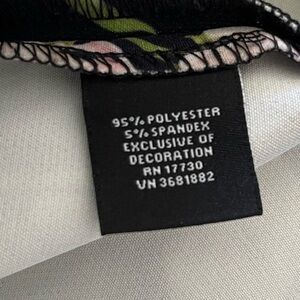 95% POLYESTER
5% SPANDEX
EXCLUSIVE OF
DECORATION
RN 17730
VN 3681882